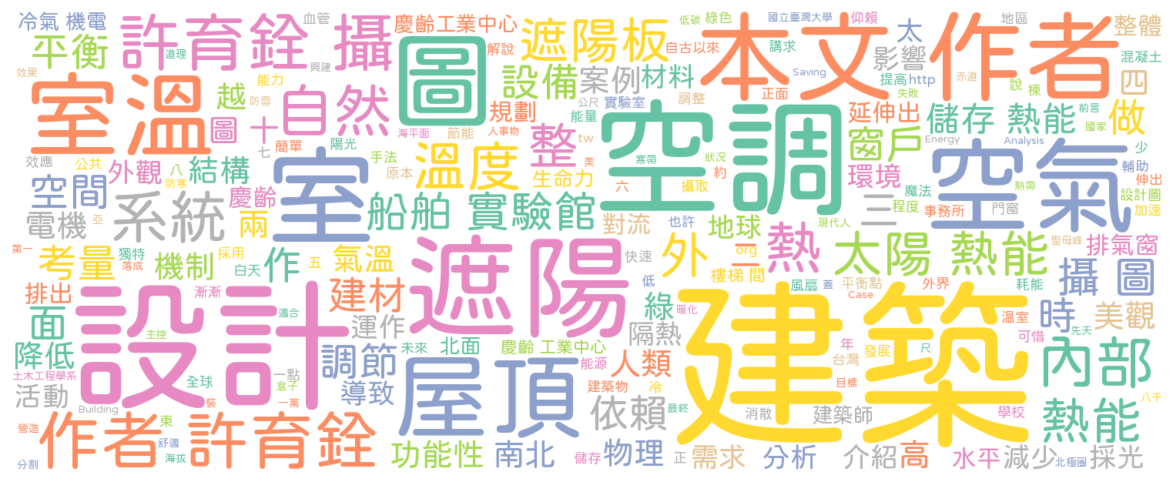 冷氣 機電
血管
慶齡工業中心
低碳
綠色
國立臺灣大學
仰賴
太
地區
整體
平衡
道理
許育銓 攝
圖
解說
遮陽板
自古以來
講求
本文作者
影響
混凝土
效果
興建
設備
案例
材料
Saving
提高
http
赤道
說
棟
四
室溫
越
能力
防雪
自然
公尺
實驗室
調整
正面
失敗
延伸出
儲存 熱能
前言
做
圖
十
海平面
節能
規劃
能量
空調
窗戶
Energy
Analysis
國家
少
效應
七
簡單
陽光
人事物
整
tw
狀況
空氣
輔助
伸出
外觀
公共
八
結構
室
手法
原本
溫度
美
生命力
寒帶
約
環境
熱帶
設計圖
空間
防寒
慶齡
船舶 實驗館
六
攝取
魔法
程度
事務所
門窗
加速
電機
亞
系統
兩
對流
也許
地球
三
現代人
第一
獨特
採用
遮陽
快速
外
org
二
熱
太陽 熱能
聖母峰
排氣窗
考量
落成
機制
白天
作
五
氣溫
低
樓梯 間
風扇
蓋
平衡點
外界
耗能
攝 圖
排出
漸漸
設計
適合
建材
綠
暖化
建築
Case
溫室
時
美觀
面
主控
運作
未來
北面
慶齡 工業中心
隔熱
年
可惜
先天
降低
調節
屋頂
能源
人類
台灣
發展
尺
內部
土木工程學系
全球
一點
盒子
導致
建築物
冷
目標
活動
裝
一萬
依賴
最終
消散
建築師
學校
熱能
八千
Building
營造
作者 許育銓
東
舒適
分割
海拔
功能性
南北
儲存
物理
正
需求
分析
介紹
高
水平
減少
北極圈
採光